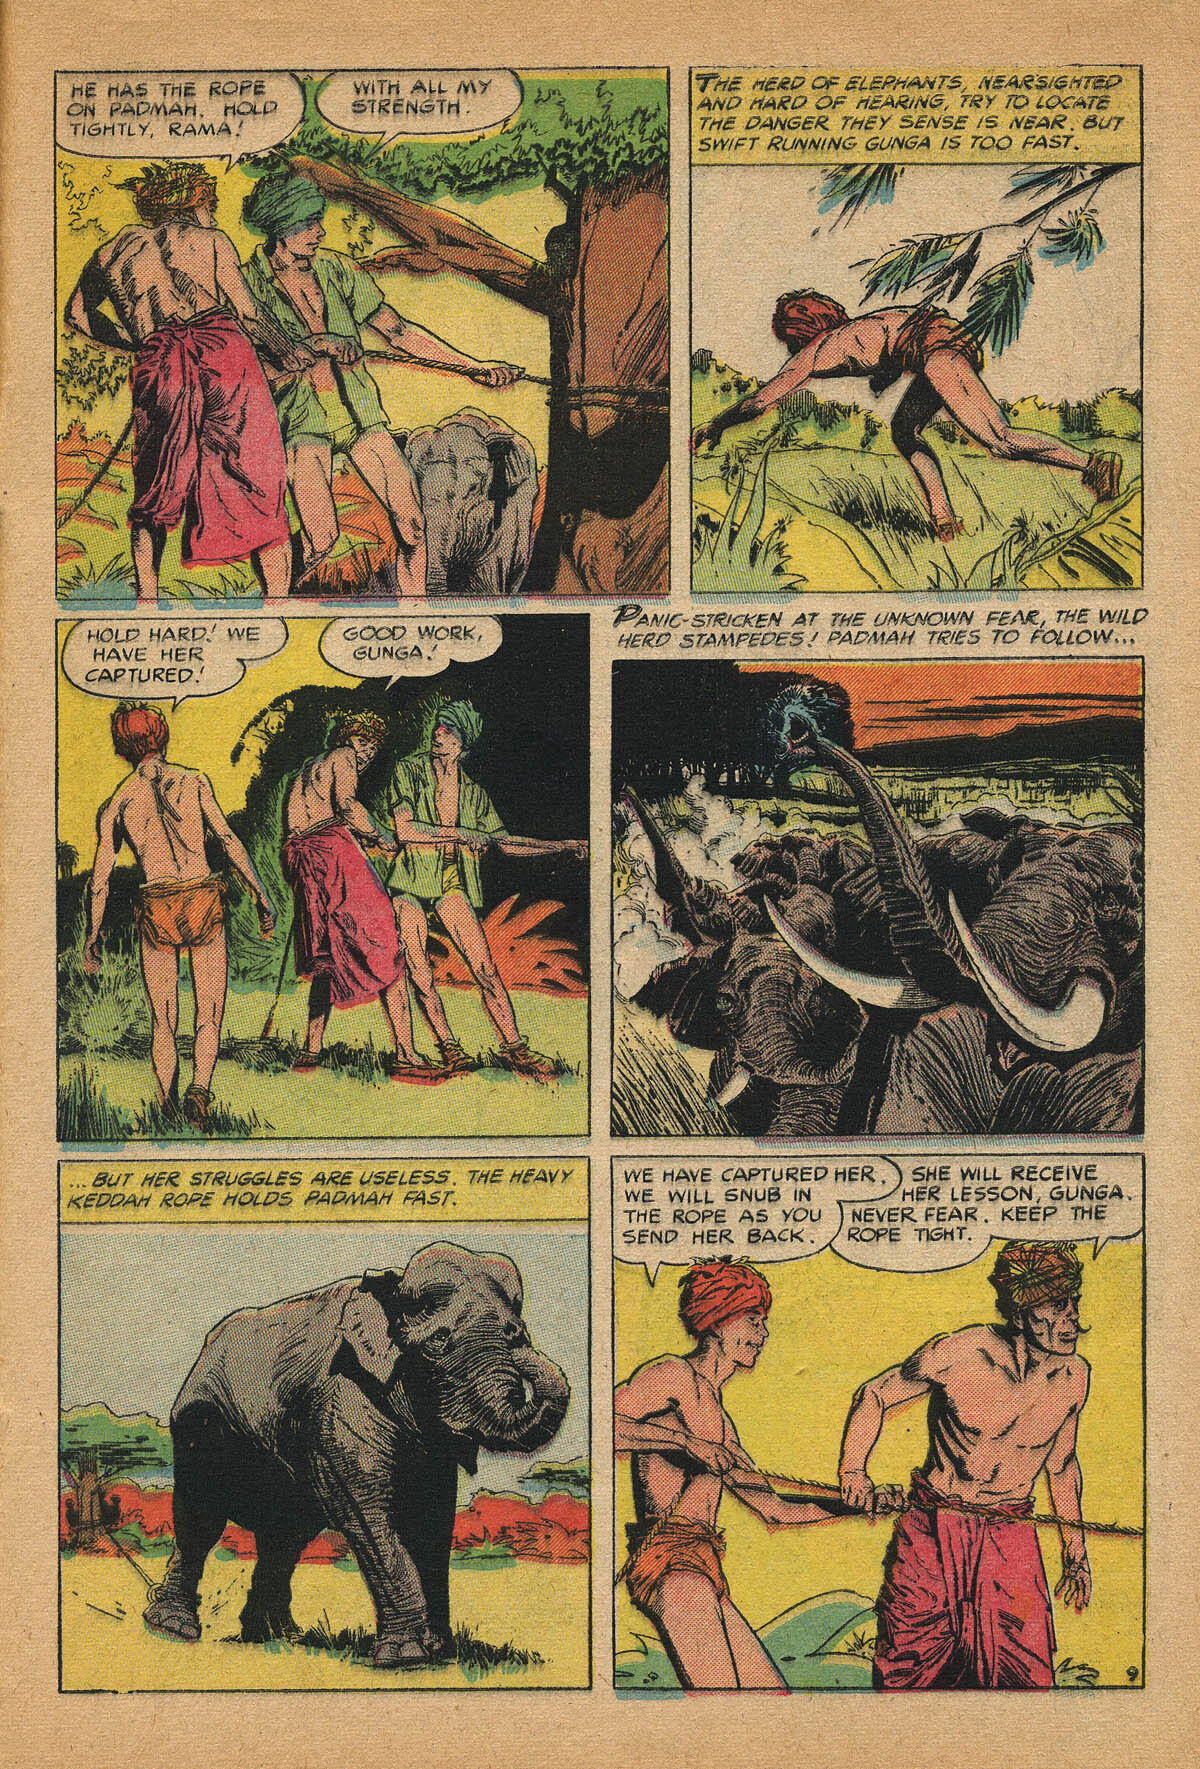 HE HAS THE ROPE
ON PADMAH. HOLD
TIGHTLY, RAMA!
WITH ALL MY
STRENGTH.
THE HERD OF ELEPHANTS, NEARSIGHTED
AND HARD OF HEARING, TRY TO LOCATE
THE DANGER THEY SENSE IS NEAR. BUT
SWIFT RUNNING GUNGA IS TOO FAST.
HOLD HARD! WE
HAVE HER
CAPTURED!
GOOD WORK,
GUNGA!
PANIC-STRICKEN AT THE UNKNOWN FEAR, THE WILD
HERD STAMPEDES! PADMAH TRIES TO FOLLOW...
...BUT HER STRUGGLES ARE USELESS. THE HEAVY
KEDDAH ROPE HOLDS PADMAH FAST.
WE HAVE CAPTURED HER.
WE WILL SNUB IN
THE ROPE AS YOU
SEND HER BACK.
SHE WILL RECEIVE
HER LESSON, GUNGA.
NEVER FEAR. KEEP THE
ROPE TIGHT.
9